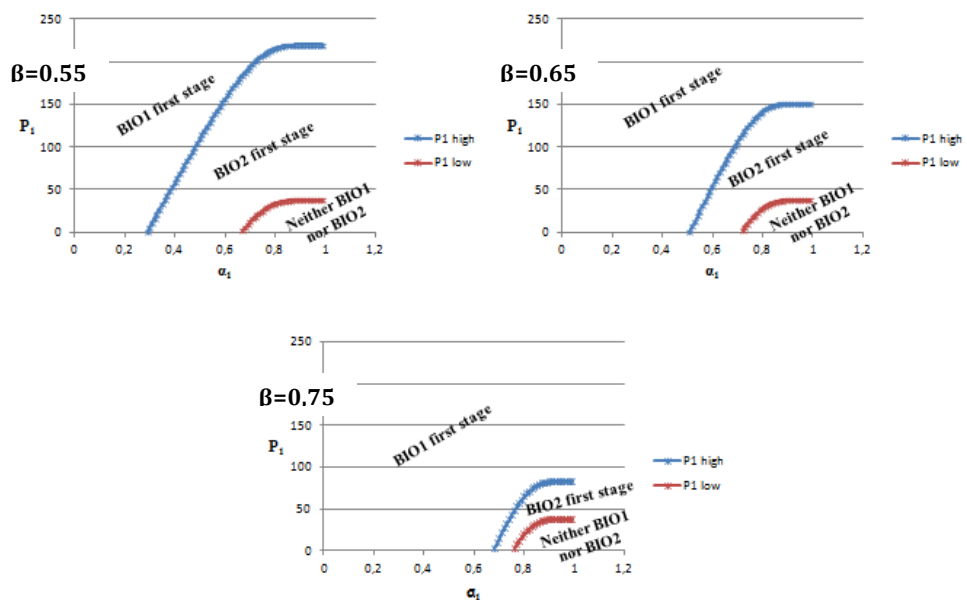 250
200
ß=0.55
150
P₁
100
50
0
0
0,2
0,4
0,6
0,8
1
1,2
α₁
BIO1 first stage
BIO2 first stage
Neither BIO1
nor BIO2
P1 high
P1 low
250
ß=0.65
150
P₁
100
50
0
0
0,2
0,4
0,6
0,8
1
1,2
α₁
BIO1 first stage
BIO2 first stage
Neither BIO1
nor BIO2
P1 high
P1 low
250
ß=0.75
P₁
100
50
0
0
0,2
0,4
0,6
0,8
1
1,2
α₁
BIO1 first stage
BIO2 first stage
Neither BIO1
nor BIO2
P1 high
P1 low